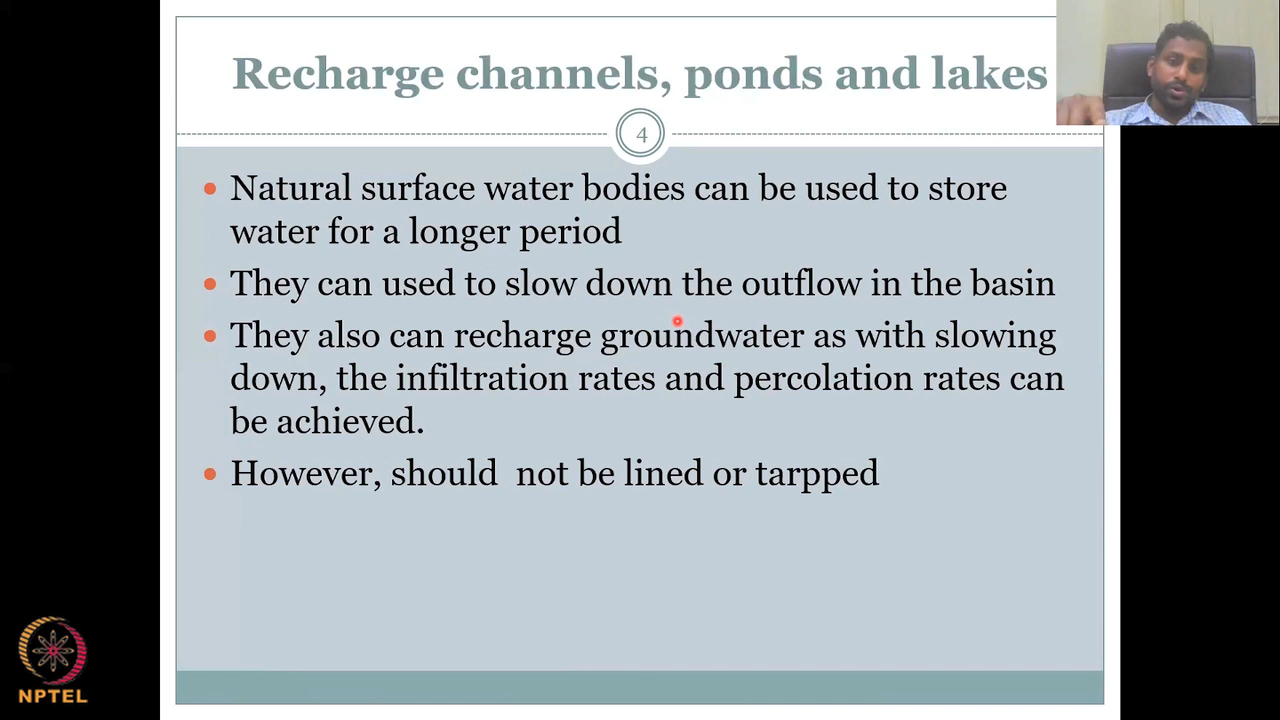 Recharge channels, ponds and lakes
4
Natural surface water bodies can be used to store
water for a longer period
They can used to slow down the outflow in the basin
They also can recharge groundwater as with slowing
down, the infiltration rates and percolation rates can
be achieved.
However, should  not be lined or tarpped
NPTEL